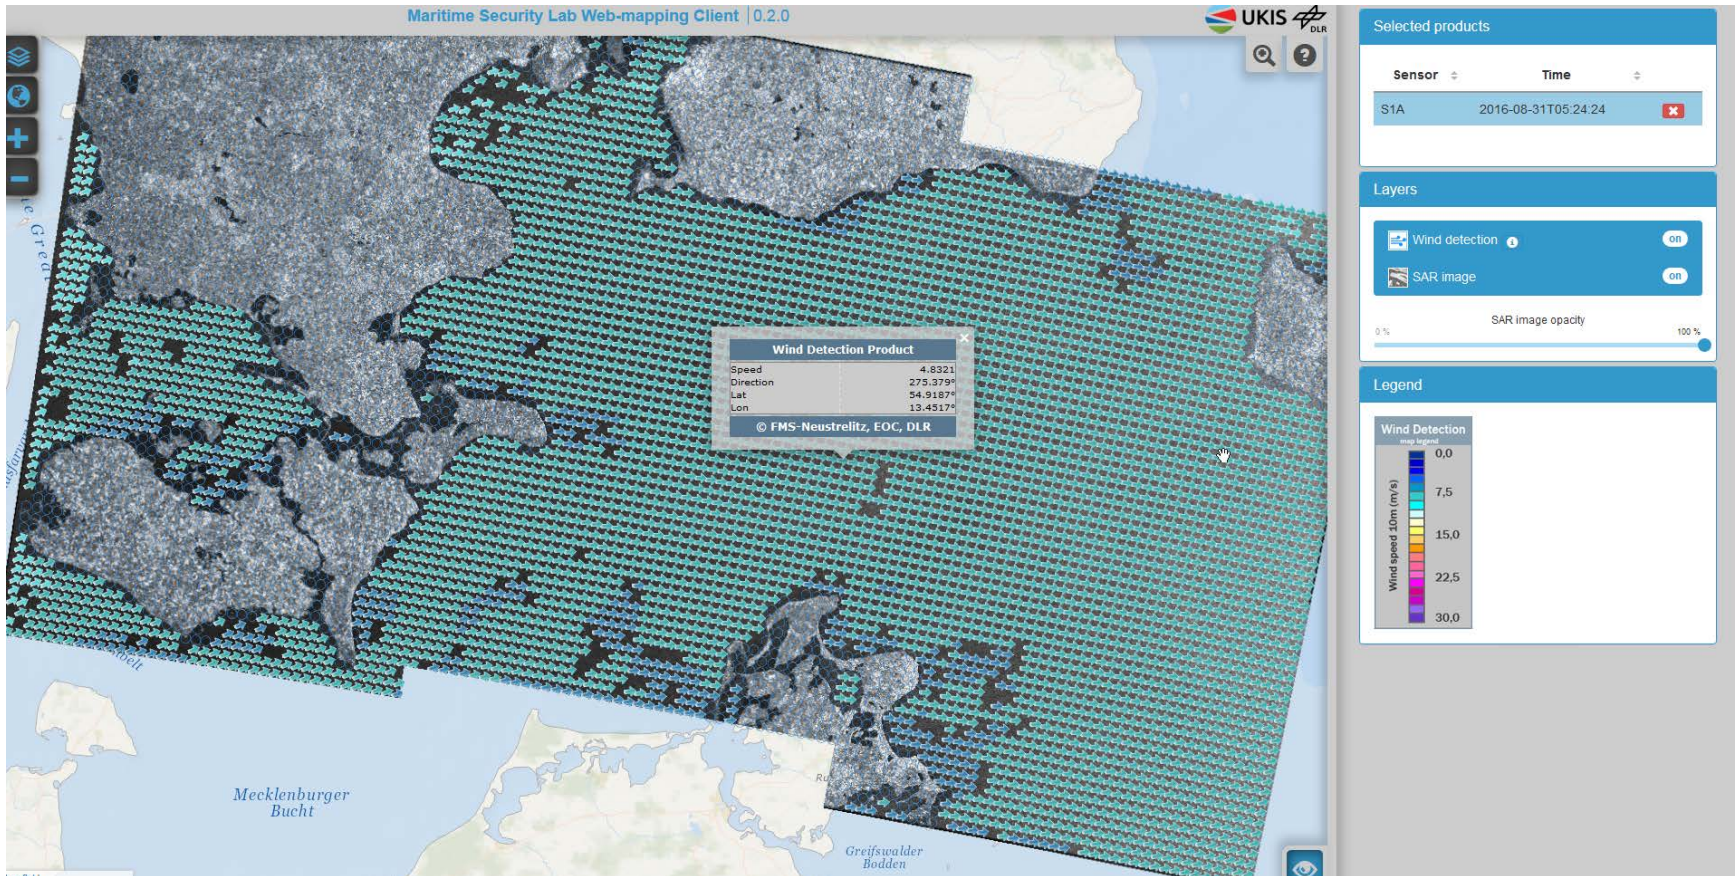 Maritime Security Lab Web-mapping Client | 0.2.0
UKIS
DLR
Wind Detection Product
Speed 4.8321
Direction 275.379°
Lat 54.9187°
Lon 13.4517°
© FMS-Neustrelitz, EOC, DLR
Mecklenburger
Bucht
Greifswalder
Bodden
Selected products
Sensor Time
S1A 2016-08-31T05:24:24
Layers
Wind detection on
SAR image on
SAR image opacity
0 % 100 %
Legend
Wind Detection
map legend
Wind speed 10m (m/s)
0,0
7,5
15,0
22,5
30,0